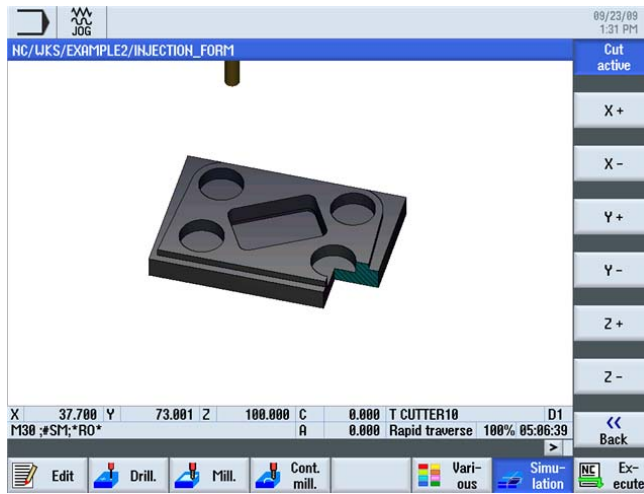 JOG
09/23/09
1:31 PM
NC/WKS/EXAMPLE2/INJECTION_FORM
Cut
active
X +
X -
Y +
Y -
Z +
Z -
<<
Back
X 37.700 Y 73.001 Z 100.000 C 0.000 T CUTTER10 D1
M30 ;#SM;*RO* A 0.000 Rapid traverse 100% 05:06:39
>
Edit
Drill.
Mill.
Cont.
mill.
Vari-
ous
Simu-
lation
NC
Ex-
ecute